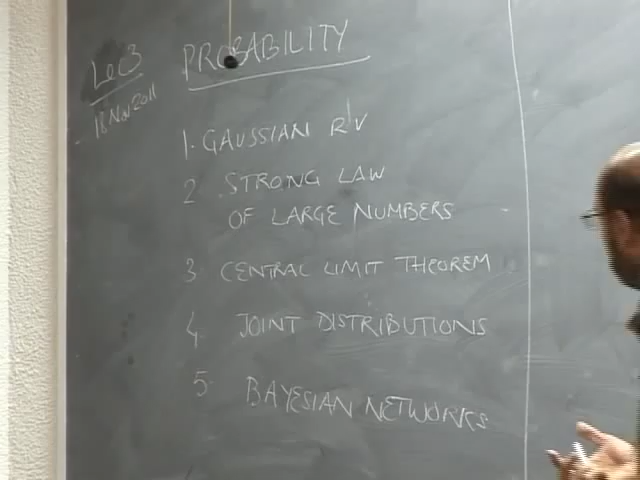 Lec3
18 Nov 2011
PROBABILITY
1. GAUSSIAN R V
2 STRONG LAW
OF LARGE NUMBERS
3. CENTRAL LIMIT THEOREM
4. JOINT DISTRIBUTIONS
5. BAYESIAN NETWORKS